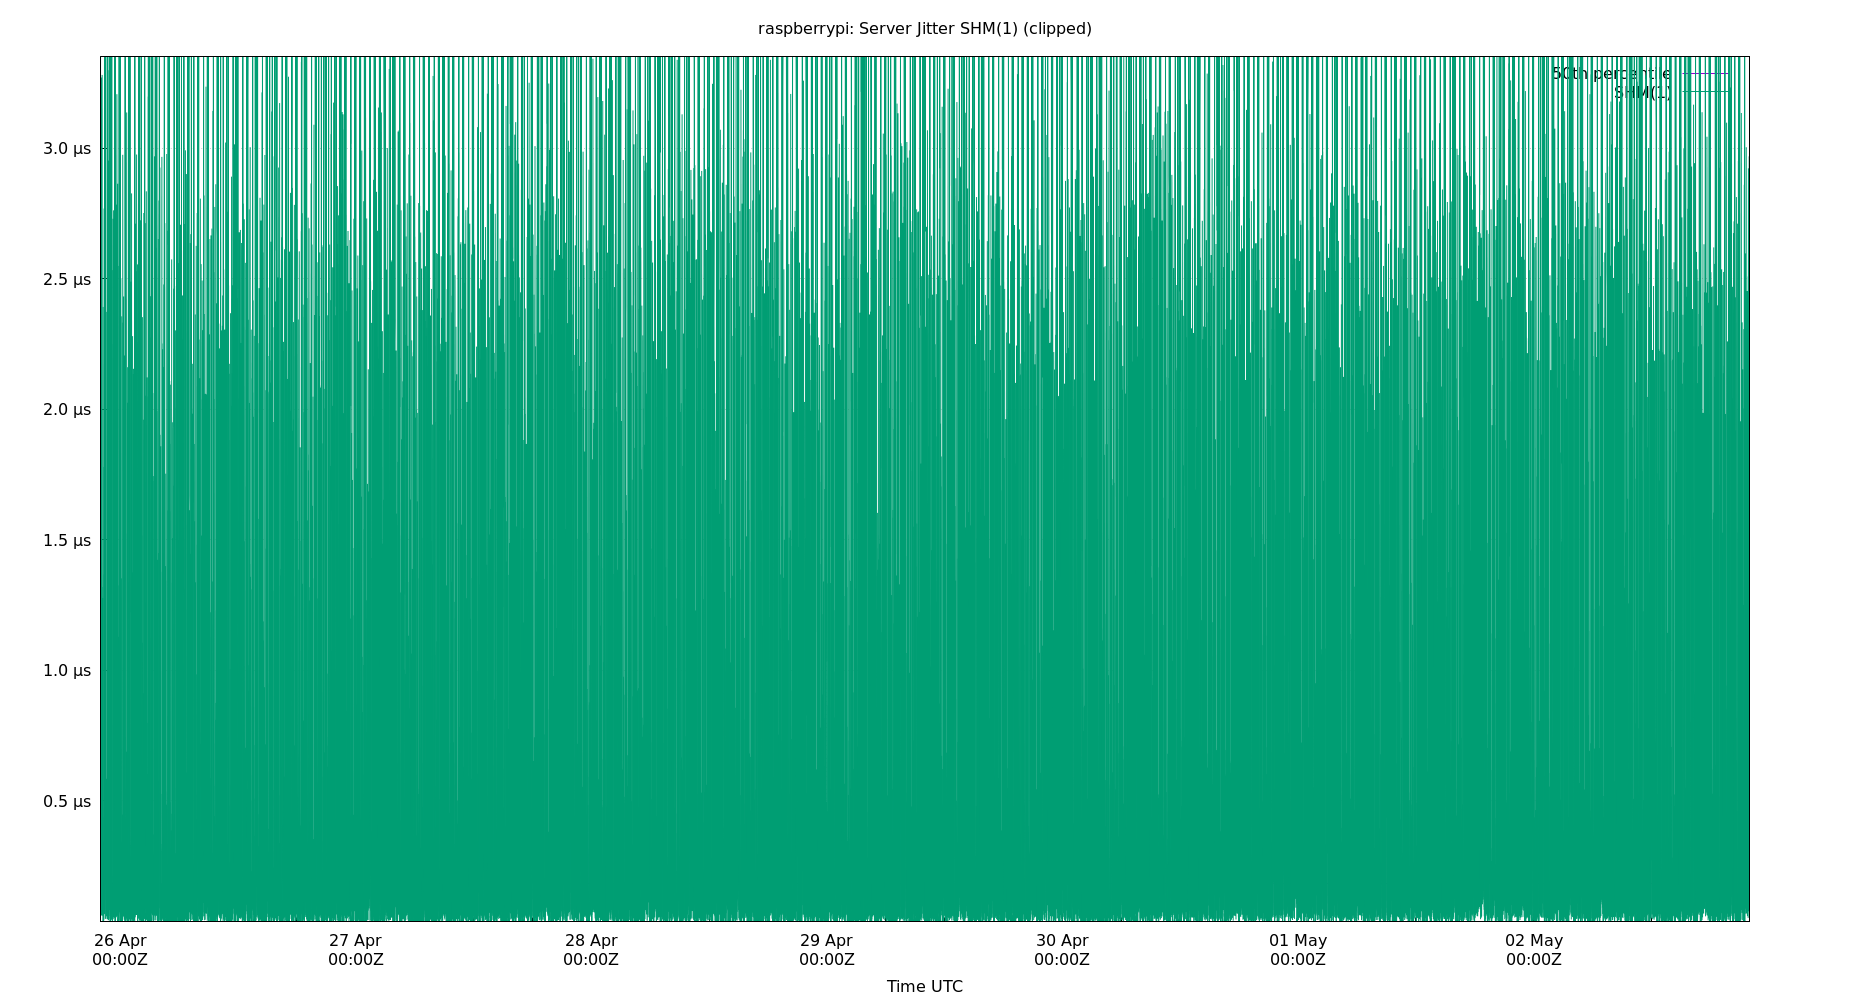 raspberrypi: Server Jitter SHM(1) (clipped)
50th percentile
SHM(1)
3.0 µs
2.5 µs
2.0 µs
1.5 µs
1.0 µs
0.5 µs
26 Apr 27 Apr 28 Apr 29 Apr 30 Apr 01 May 02 May
00:00Z 00:00Z 00:00Z 00:00Z 00:00Z 00:00Z 00:00Z
Time UTC